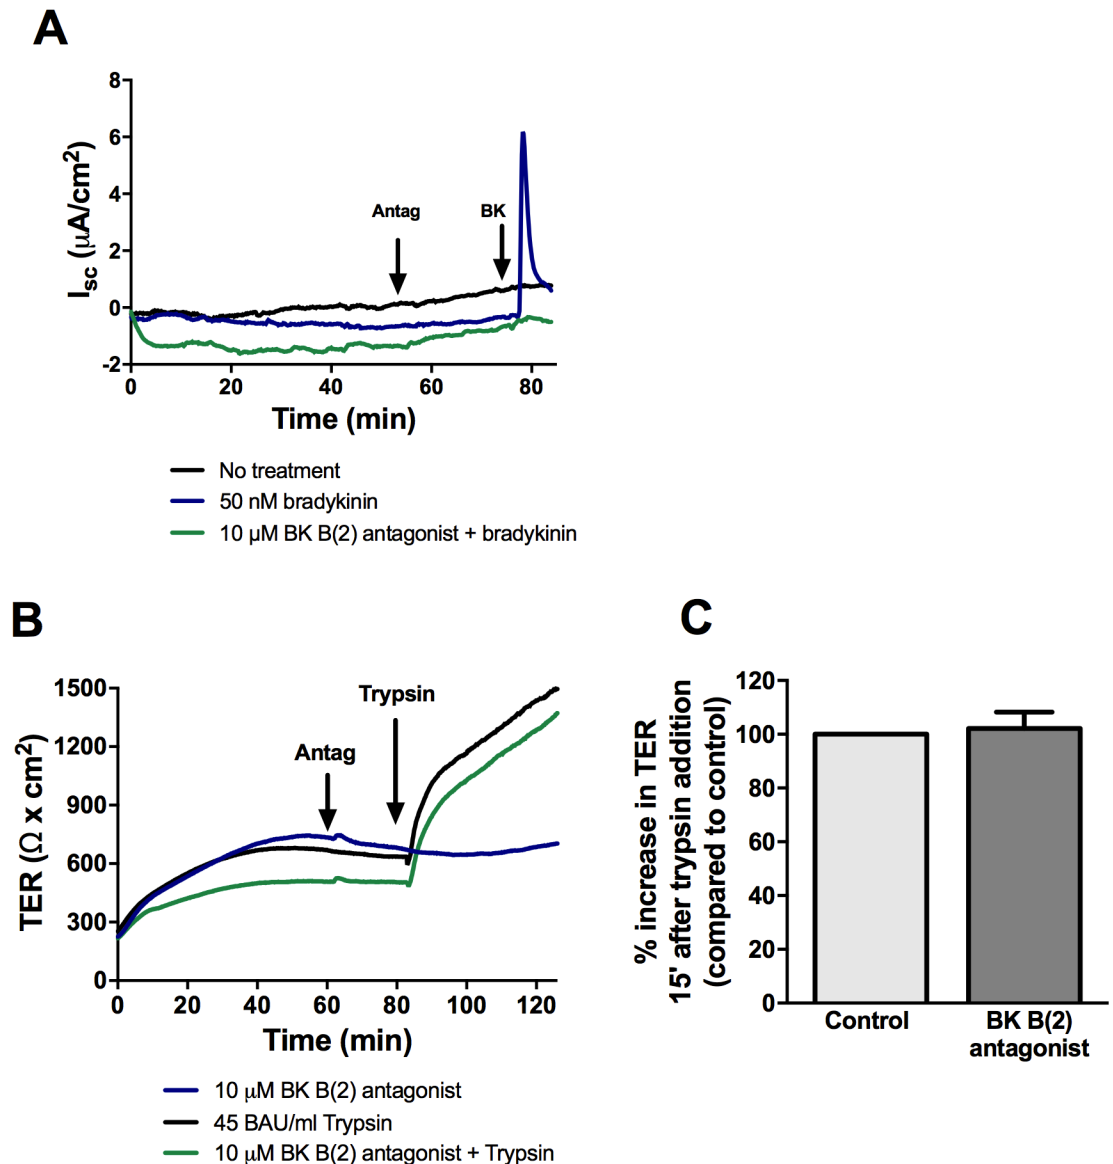 A
8
6
4
2
0
-2
Isc (μA/cm2)
Antag
BK
0 20 40 60 80
Time (min)
No treatment
50 nM bradykinin
10 μM BK B(2) antagonist + bradykinin
B
1500
1200
900
600
300
0
TER (Ω x cm2)
Antag
Trypsin
0 20 40 60 80 100 120
Time (min)
10 μM BK B(2) antagonist
45 BAU/ml Trypsin
10 μM BK B(2) antagonist + Trypsin
C
% increase in TER
15' after trypsin addition
(compared to control)
120
100
80
60
40
20
0
Control
BK B(2)
antagonist